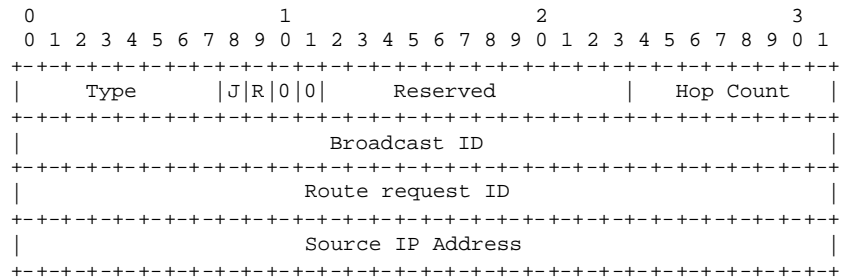 0                   1                   2                   3
0 1 2 3 4 5 6 7 8 9 0 1 2 3 4 5 6 7 8 9 0 1 2 3 4 5 6 7 8 9 0 1
+-+-+-+-+-+-+-+-+-+-+-+-+-+-+-+-+-+-+-+-+-+-+-+-+-+-+-+-+-+-+-+-+
|     Type      |J|R|0|0|       Reserved        |   Hop Count   |
+-+-+-+-+-+-+-+-+-+-+-+-+-+-+-+-+-+-+-+-+-+-+-+-+-+-+-+-+-+-+-+-+
|                        Broadcast ID                           |
+-+-+-+-+-+-+-+-+-+-+-+-+-+-+-+-+-+-+-+-+-+-+-+-+-+-+-+-+-+-+-+-+
|                      Route request ID                         |
+-+-+-+-+-+-+-+-+-+-+-+-+-+-+-+-+-+-+-+-+-+-+-+-+-+-+-+-+-+-+-+-+
|                      Source IP Address                        |
+-+-+-+-+-+-+-+-+-+-+-+-+-+-+-+-+-+-+-+-+-+-+-+-+-+-+-+-+-+-+-+-+